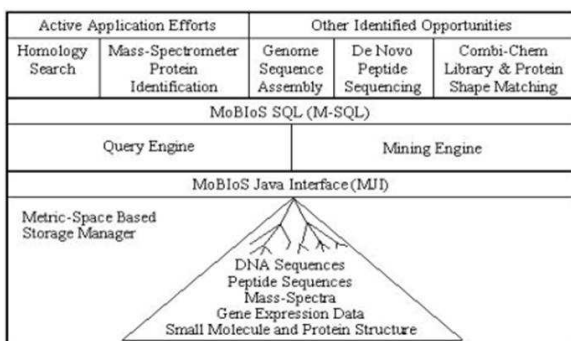 Active Application Efforts
Other Identified Opportunities
Homology
Search
Mass-Spectrometer
Protein
Identification
Genome
Sequence
Assembly
De Novo
Peptide
Sequencing
Combi-Chem
Library & Protein
Shape Matching
MoBIoS SQL (M-SQL)
Query Engine
Mining Engine
MoBIoS Java Interface (MJI)
Metric-Space Based
Storage Manager
DNA Sequences
Peptide Sequences
Mass-Spectra
Gene Expression Data
Small Molecule and Protein Structure